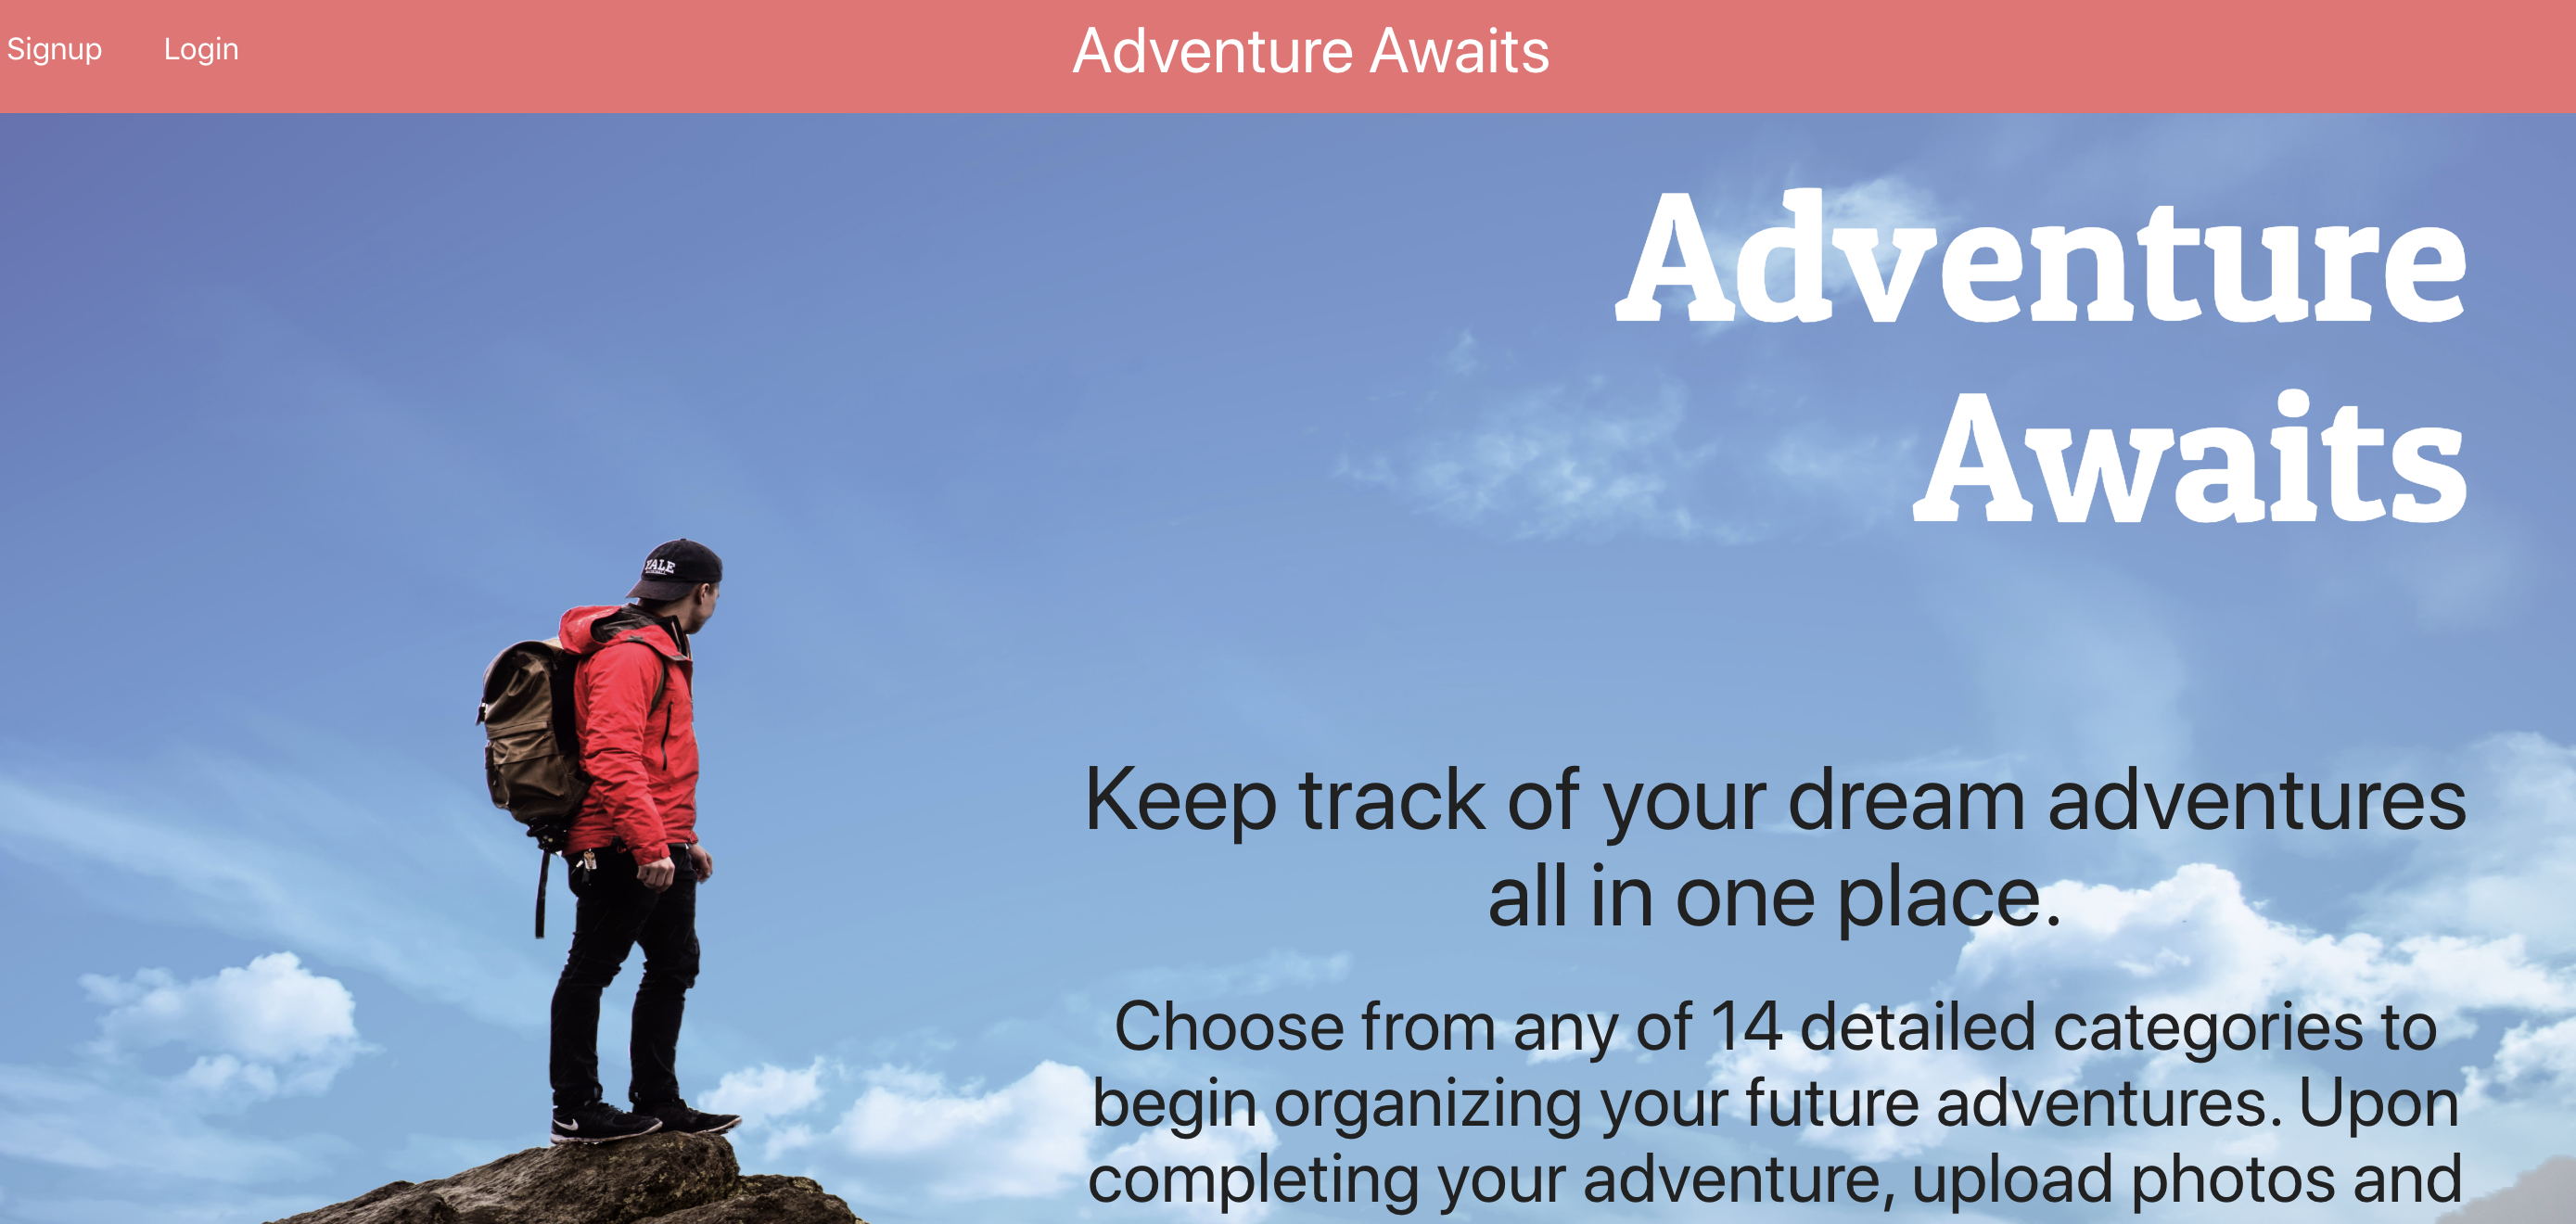 Signup Login Adventure Awaits
Adventure
Awaits
YALE
Keep track of your dream adventures
all in one place.
Choose from any of 14 detailed categories to
begin organizing your future adventures. Upon
completing your adventure, upload photos and